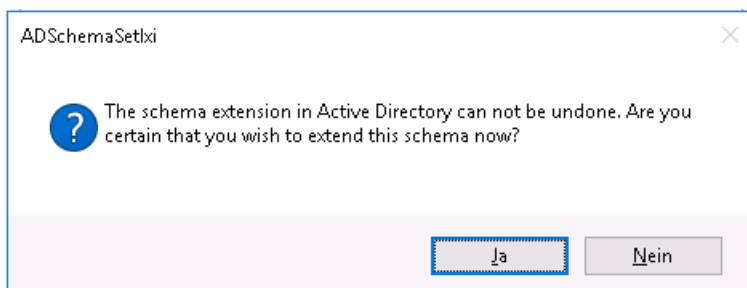 ADSchemaSetIxi
The schema extension in Active Directory can not be undone. Are you
certain that you wish to extend this schema now?
Ja
Nein